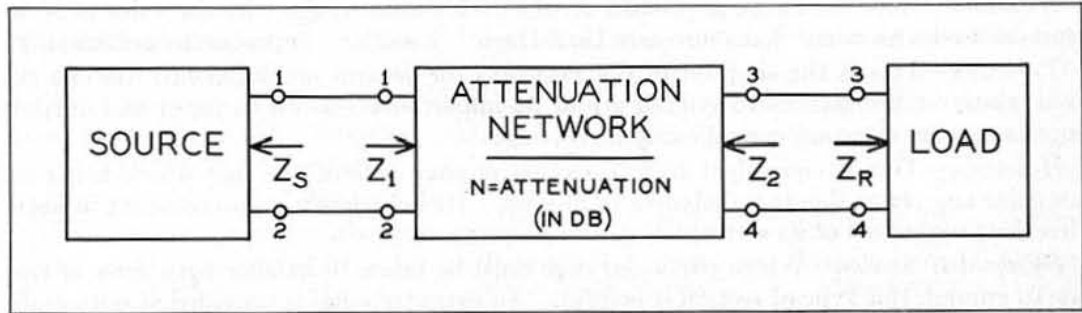 1 1 3 3
SOURCE
ATTENUATION
NETWORK
LOAD
Z_S Z_1 Z_2 Z_R
N=ATTENUATION
(IN DB)
2 2 4 4